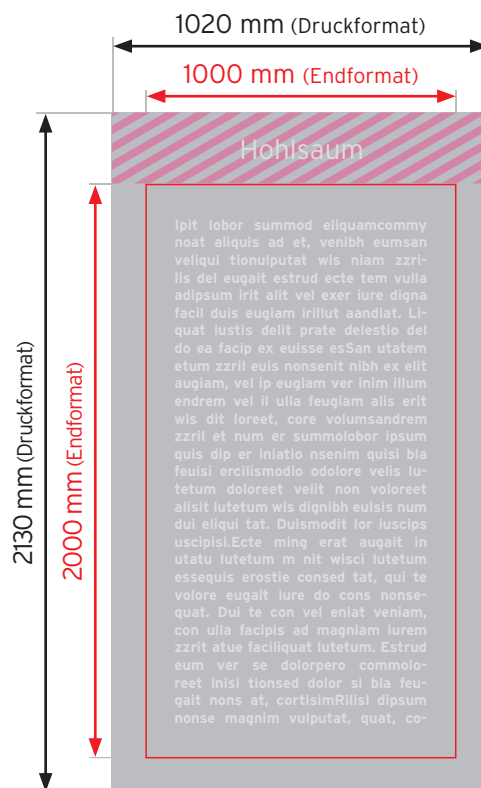 1020 mm (Druckformat)
1000 mm (Endformat)
Hohlsaum
2130 mm (Druckformat)
2000 mm (Endformat)
Ipit lobor summod eliquamcommy
noat aliquis ad et, venibh eumsan
veliqui tionulputat wis niam zzri-
lis del eugait estrud ecte tem vulla
adipsum irit alit vel exer iure digna
facil duis eugiam irillut aandiat. Li-
quat iustis delit prate delestio del
do ea facip ex euisse esSan utatem
etum zzril euis nonsenit nibh ex elit
augiam, vel ip eugiam ver inim illum
endrem vel il ulla feugiam alis erit
wis dit loreet, core volumsandrem
zzril et num er summolobor ipsum
quis dip er iniatio nsenim quisi bla
feuisi ercilismodio odolore velis lu-
tetum doloreet velit non voloreet
alisit lutetum wis dignibh euisis num
dui eliqui tat. Duismodit lor iuscips
uscipisi.Ecte ming erat augait in
utatu lutetum m nit wisci lutetum
essequis erostie consed tat, qui te
volore eugait iure do cons nonse-
quat. Dui te con vel eniat veniam,
con ulla facipis ad magniam iurem
zzrit atue faciliquat lutetum. Estrud
eum ver se dolorpero commolo-
reet inisi tionsed dolor si bla feu-
gait nons at, cortisimRilisl dipsum
nonse magnim vulputat, quat, co-